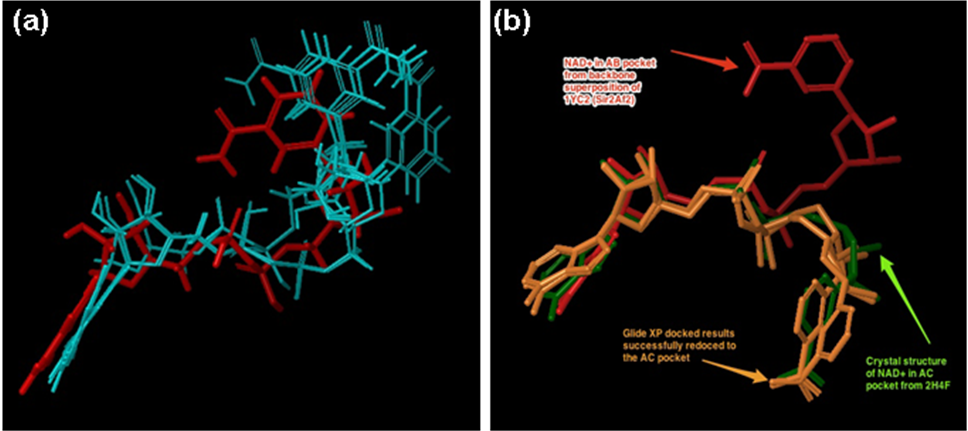 (a)
(b)
NAD+ in AB pocket
from backbone
superposition of
1YC2 (Sir2Af2)
Glide XP docked results
successfully redoced to
the AC pocket
Crystal structure
of NAD+ in AC
pocket from 2H4F